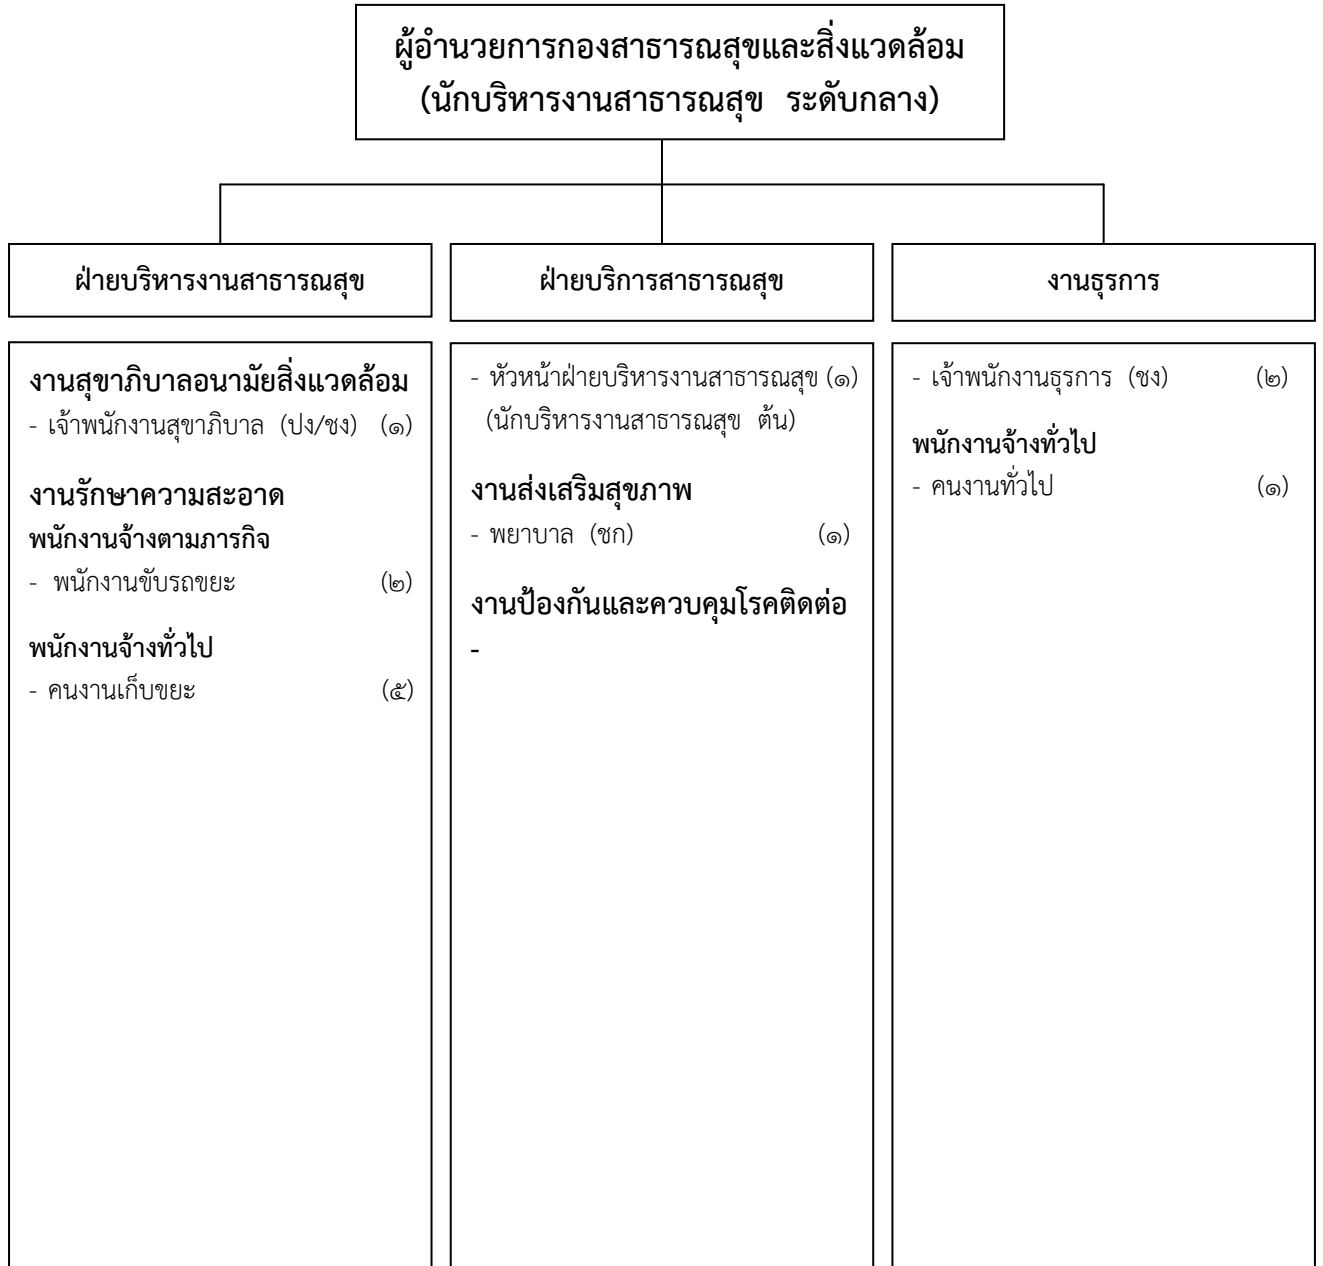 ผู้อำนวยการกองสาธารณสุขและสิ่งแวดล้อม
(นักบริหารงานสาธารณสุข ระดับกลาง)
ฝ่ายบริหารงานสาธารณสุข
ฝ่ายบริการสาธารณสุข
งานธุรการ
งานสุขาภิบาลอนามัยสิ่งแวดล้อม
- เจ้าพนักงานสุขาภิบาล (ปง/ชง) (๑)
งานรักษาความสะอาด
พนักงานจ้างตามภารกิจ
- พนักงานขับรถขยะ (๒)
พนักงานจ้างทั่วไป
- คนงานเก็บขยะ (๕)
- หัวหน้าฝ่ายบริหารงานสาธารณสุข (๑)
(นักบริหารงานสาธารณสุข ต้น)
งานส่งเสริมสุขภาพ
- พยาบาล (ชก) (๑)
งานป้องกันและควบคุมโรคติดต่อ
-
- เจ้าพนักงานธุรการ (ชง) (๒)
พนักงานจ้างทั่วไป
- คนงานทั่วไป (๑)